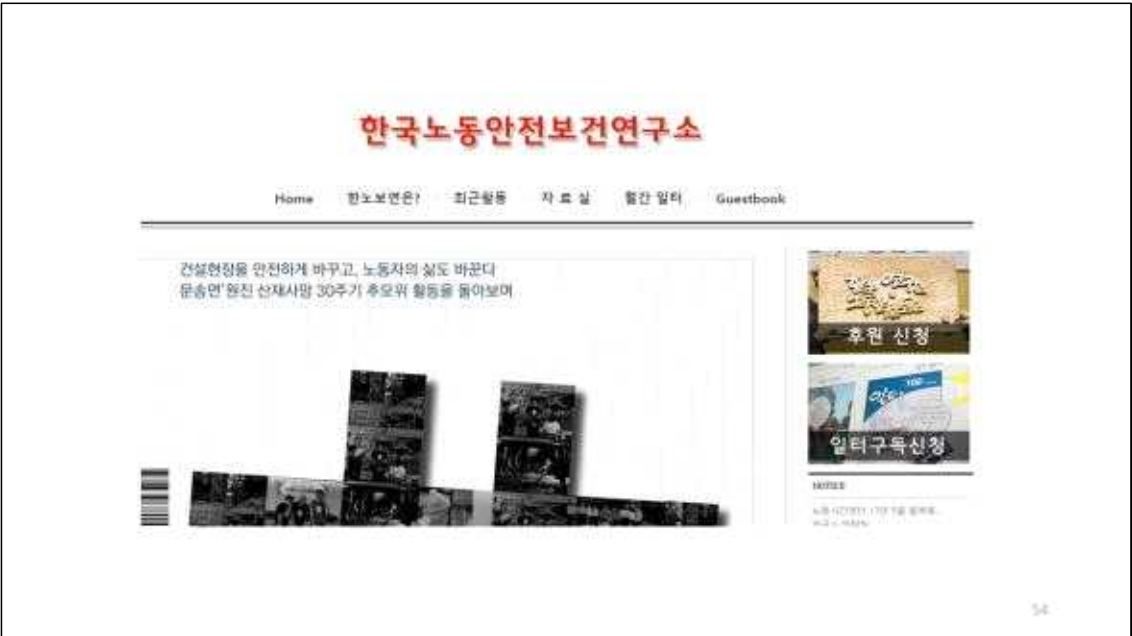 한국노동안전보건연구소
Home 한노보연은? 최근활동 자 료 실 월간 일터 Guestbook
건설현장을 안전하게 바꾸고, 노동자의 삶도 바꾼다
문송면'원진 산재사망 30주기 추모위 활동을 돌아보며
후원 신청
일터
일터구독신청
NOTICE
54